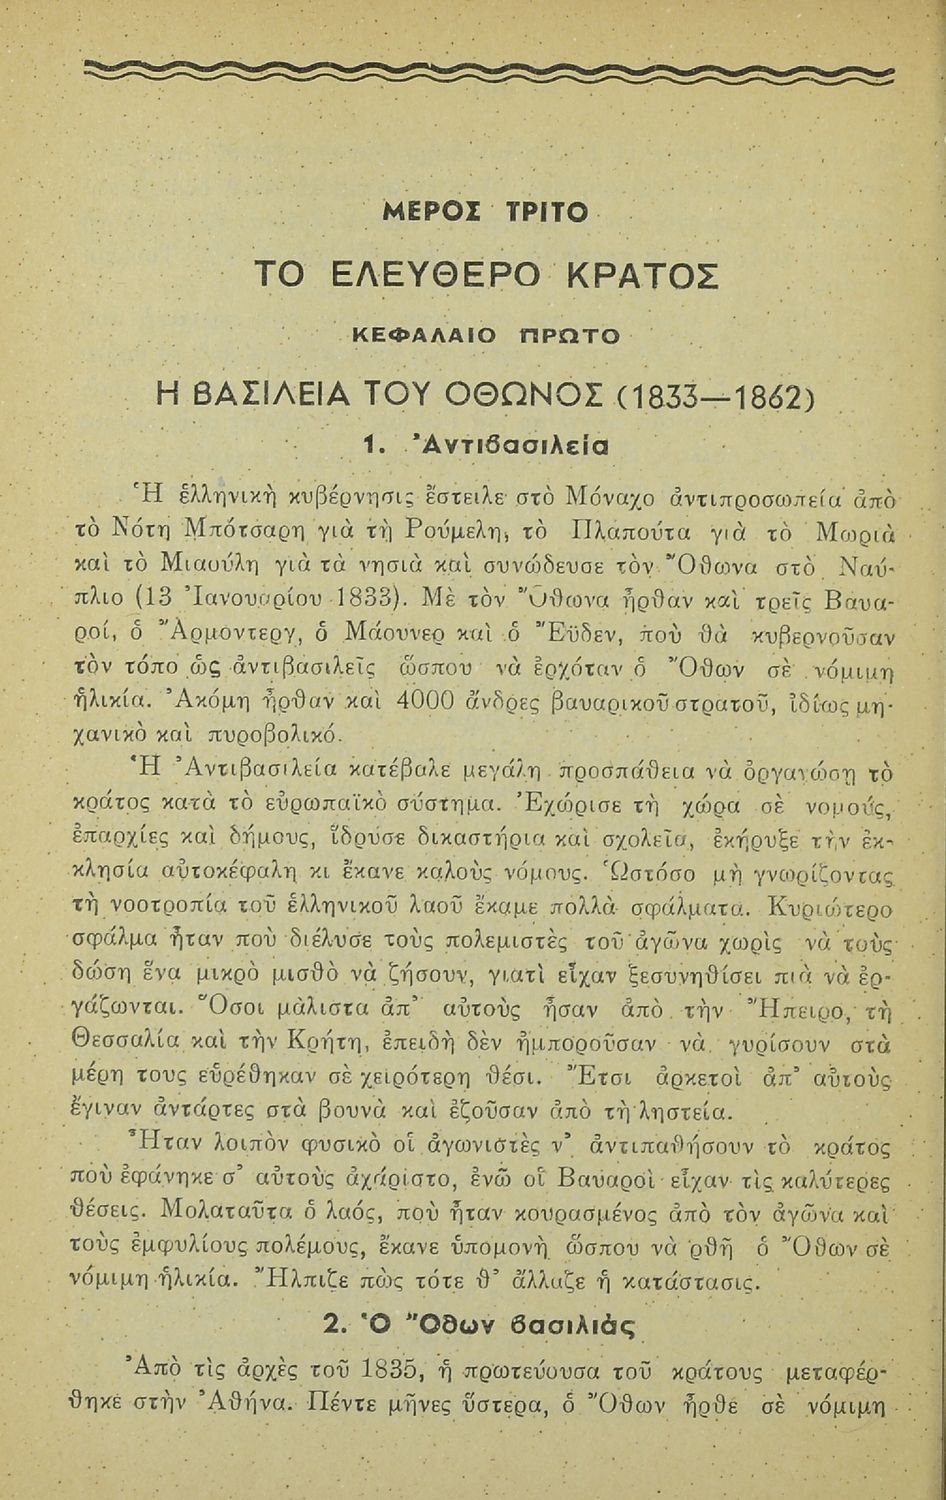 ΜΕΡΟΣ ΤΡΙΤΟ
ΤΟ ΕΛΕΥΘΕΡΟ ΚΡΑΤΟΣ
ΚΕΦΑΛΑΙΟ ΠΡΩΤΟ
Η ΒΑΣΙΛΕΙΑ ΤΟΥ ΟΘΩΝΟΣ (1833—1862)
1. Ἀντιβασιλεία
Ἡ ἑλληνικὴ κυβέρνησις ἔστειλε στὸ Μόναχο ἀντιπροσωπεία ἀπὸ
τὸ Νότη Μπότσαρη γιὰ τὴ Ρούμελη, τὸ Πλαπούτα γιὰ τὸ Μωριὰ
καὶ τὸ Μιαούλη γιὰ τὰ νησιὰ καὶ συνώδευσε τὸν Ὄθωνα στὸ Ναύ-
πλιο (13 Ἰανουαρίου 1833). Μὲ τὸν Ὄθωνα ἦρθαν καὶ τρεῖς Βαυα-
ροί, ὁ Ἄρμοντεργ, ὁ Μάουνερ καὶ ὁ Ἔϋδεν, ποὺ θὰ κυβερνοῦσαν
τὸν τόπο ὡς ἀντιβασιλεῖς ὥσπου νὰ ἐρχόταν ὁ Ὄθων σὲ νόμιμη
ἡλικία. Ἀκόμη ἦρθαν καὶ 4000 ἄνδρες βαυαρικοῦ στρατοῦ, ἰδίως μη-
χανικὸ καὶ πυροβολικό.
Ἡ Ἀντιβασιλεία κατέβαλε μεγάλη προσπάθεια νὰ ὀργανώση τὸ
κράτος κατὰ τὸ εὐρωπαϊκὸ σύστημα. Ἐχώρισε τὴ χώρα σὲ νομούς,
ἐπαρχίες καὶ δήμους, ἵδρυσε δικαστήρια καὶ σχολεῖα, ἐκήρυξε τὴν ἐκ-
κλησία αὐτοκέφαλη κι ἔκανε καλοὺς νόμους. Ὡστόσο μὴ γνωρίζοντας
τὴ νοοτροπία τοῦ ἑλληνικοῦ λαοῦ ἔκαμε πολλὰ σφάλματα. Κυριώτερο
σφάλμα ἦταν ποὺ διέλυσε τοὺς πολεμιστὲς τοῦ ἀγῶνα χωρὶς νὰ τοὺς
δώση ἕνα μικρὸ μισθὸ νὰ ζήσουν, γιατὶ εἶχαν ξεσυνηθίσει πιὰ νὰ ἐρ-
γάζωνται. Ὅσοι μάλιστα ἀπ' αὐτοὺς ἦσαν ἀπὸ τὴν Ἤπειρο, τὴ
Θεσσαλία καὶ τὴν Κρήτη, ἐπειδὴ δὲν ἠμποροῦσαν νὰ γυρίσουν στὰ
μέρη τους εὑρέθηκαν σὲ χειρότερη θέσι. Ἔτσι ἀρκετοὶ ἀπ' αὐτοὺς
ἔγιναν ἀντάρτες στὰ βουνὰ καὶ ἐζοῦσαν ἀπὸ τὴ ληστεία.
Ἦταν λοιπὸν φυσικὸ οἱ ἀγωνιστὲς ν' ἀντιπαθήσουν τὸ κράτος
ποὺ ἐφάνηκε σ' αὐτοὺς ἀχάριστο, ἐνῶ οἱ Βαυαροὶ εἶχαν τὶς καλύτερες
θέσεις. Μολαταῦτα ὁ λαός, ποὺ ἦταν κουρασμένος ἀπὸ τὸν ἀγῶνα καὶ
τοὺς ἐμφυλίους πολέμους, ἔκανε ὑπομονὴ ὥσπου νὰ ρθῆ ὁ Ὄθων σὲ
νόμιμη ἡλικία. Ἤλπιζε πὼς τότε θ' ἄλλαζε ἡ κατάστασις.
2. Ὁ Ὄθων βασιλιὰς
Ἀπὸ τὶς ἀρχὲς τοῦ 1835, ἡ πρωτεύουσα τοῦ κράτους μεταφέρ-
θηκε στὴν Ἀθήνα. Πέντε μῆνες ὕστερα, ὁ Ὄθων ἦρθε σὲ νόμιμη